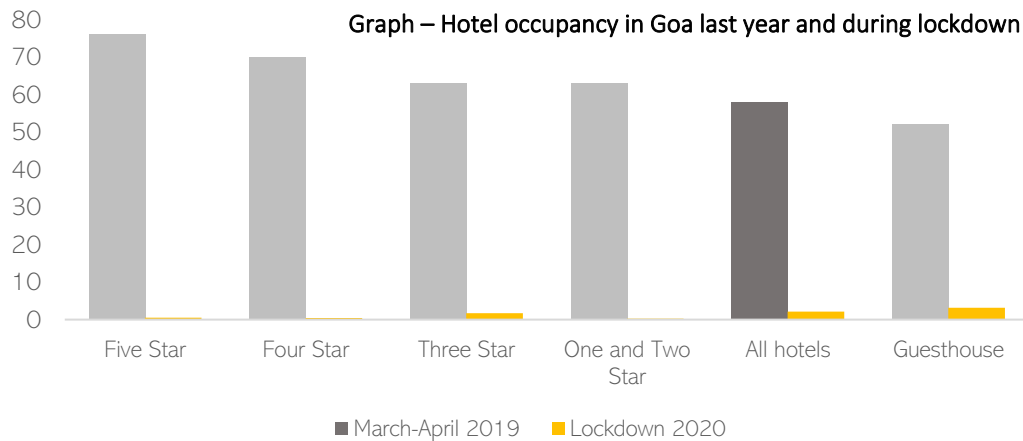 Graph – Hotel occupancy in Goa last year and during lockdown
80
70
60
50
40
30
20
10
0
Five Star
Four Star
Three Star
One and Two
Star
All hotels
Guesthouse
March-April 2019
Lockdown 2020